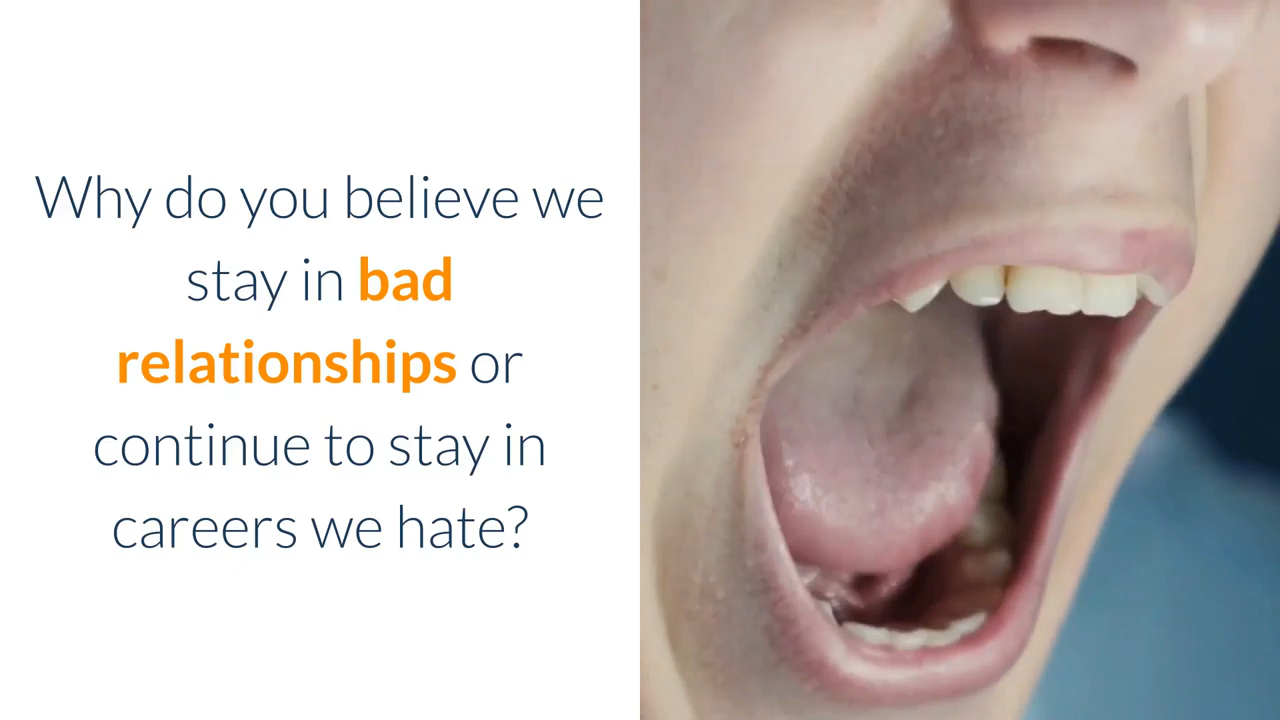 Why do you believe we
stay in bad
relationships or
continue to stay in
careers we hate?